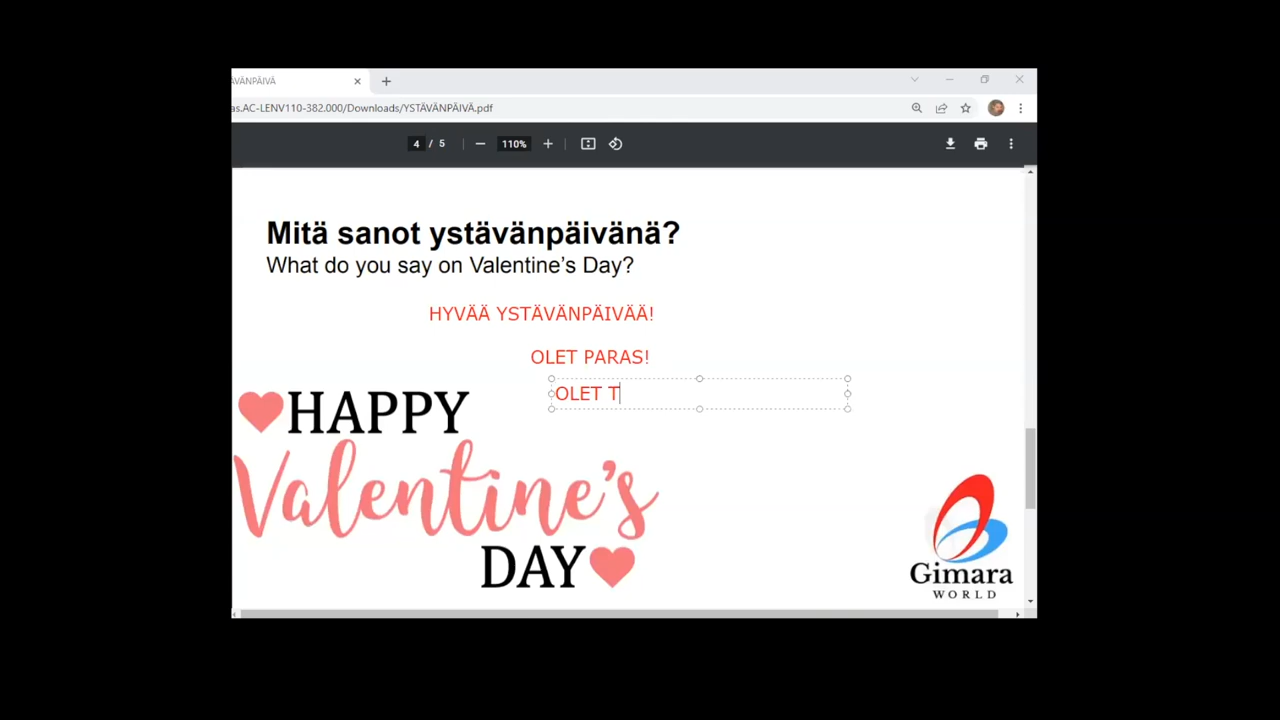 ÄVÄNPÄIVÄ
as.AC-LENV110-382.000/Downloads/YSTÄVÄNPÄIVÄ.pdf
4 / 5
110%
Mitä sanot ystävänpäivänä?
What do you say on Valentine's Day?
HYVÄÄ YSTÄVÄNPÄIVÄÄ!
OLET PARAS!
OLET T
HAPPY
Valentine's
DAY
Gimara
WORLD